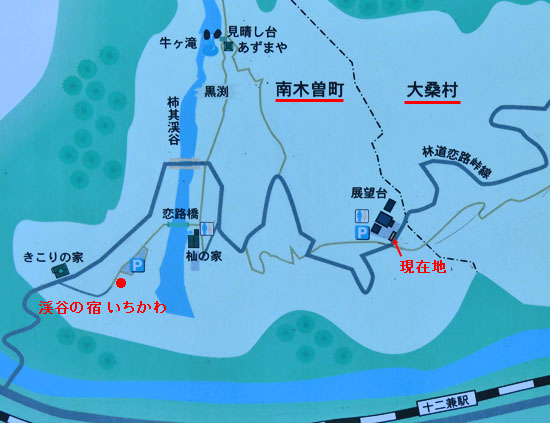 見晴し台
牛ヶ滝
あずまや
黒渕
南木曽町
大桑村
柿其渓谷
林道恋路峠線
展望台
恋路橋
P
きこりの家
杣の家
P
現在地
渓谷の宿 いちかわ
十二兼駅